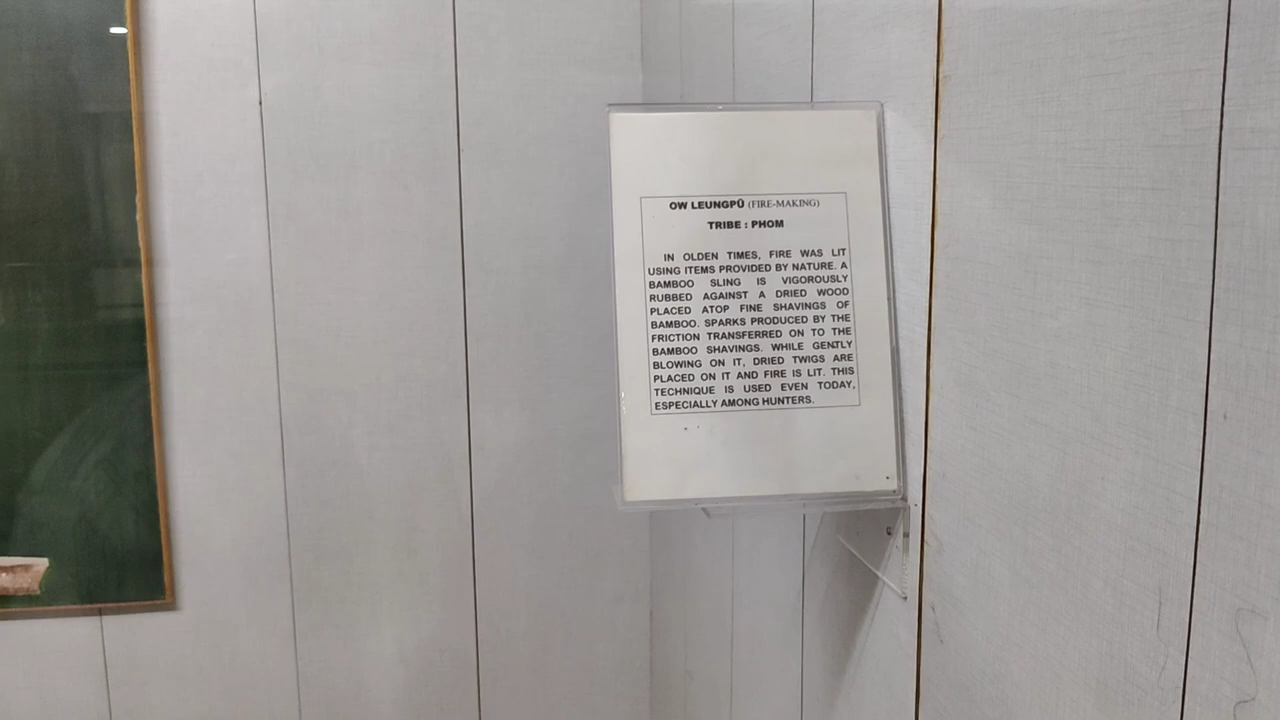 OW LEUNGPÜ (FIRE-MAKING)
TRIBE : PHOM
IN OLDEN TIMES, FIRE WAS LIT
USING ITEMS PROVIDED BY NATURE. A
BAMBOO SLING IS VIGOROUSLY
RUBBED AGAINST A DRIED WOOD
PLACED ATOP FINE SHAVINGS OF
BAMBOO. SPARKS PRODUCED BY THE
FRICTION TRANSFERRED ON TO THE
BAMBOO SHAVINGS. WHILE GENTLY
BLOWING ON IT, DRIED TWIGS ARE
PLACED ON IT AND FIRE IS LIT. THIS
TECHNIQUE IS USED EVEN TODAY,
ESPECIALLY AMONG HUNTERS.